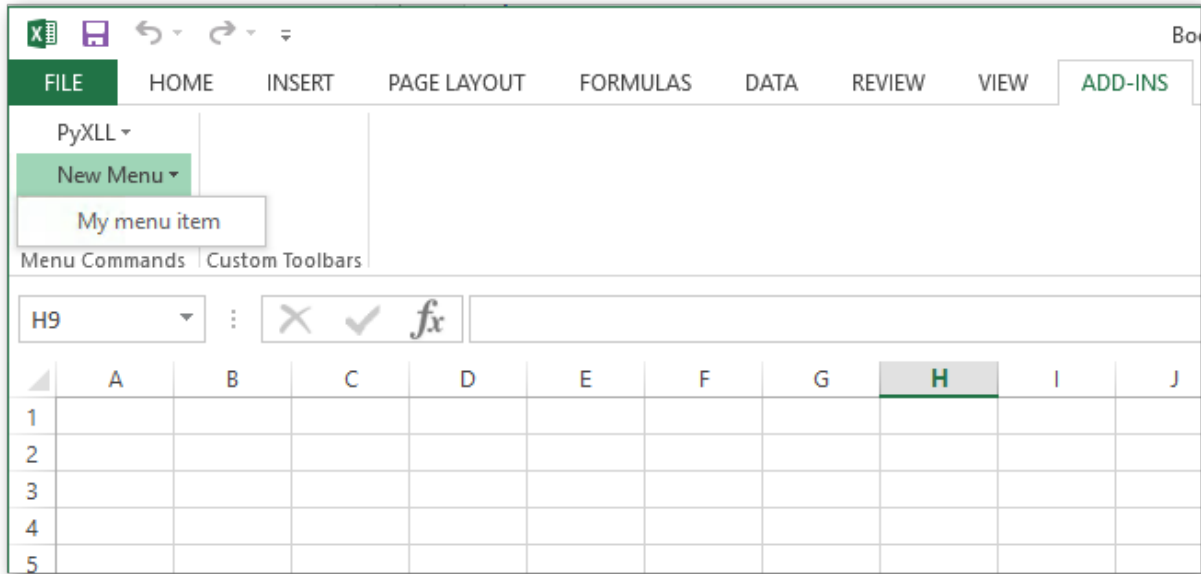 Bo
FILE HOME INSERT PAGE LAYOUT FORMULAS DATA REVIEW VIEW ADD-INS
PyXLL
New Menu
My menu item
Menu Commands Custom Toolbars
H9 fx
A B C D E F G H I J
1
2
3
4
5